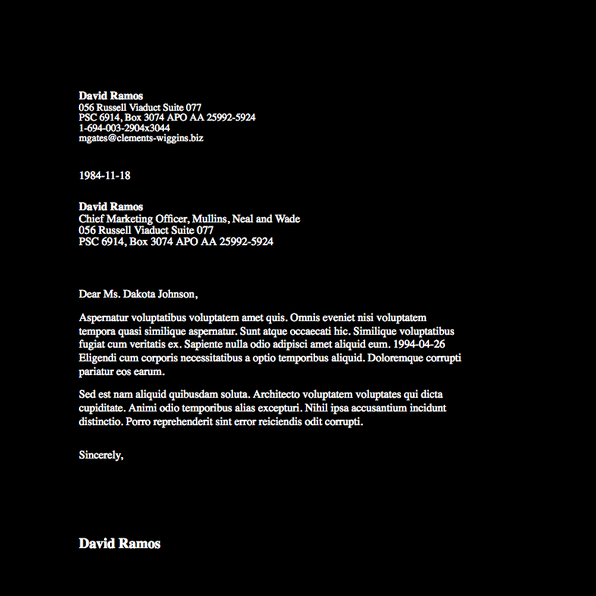 David Ramos
056 Russell Viaduct Suite 077
PSC 6914, Box 3074 APO AA 25992-5924
1-694-003-2904x3044
mgates@clements-wiggins.biz
1984-11-18
David Ramos
Chief Marketing Officer, Mullins, Neal and Wade
056 Russell Viaduct Suite 077
PSC 6914, Box 3074 APO AA 25992-5924
Dear Ms. Dakota Johnson,
Aspernatur voluptatibus voluptatem amet quis. Omnis eveniet nisi voluptatem
tempora quasi similique aspernatur. Sunt atque occaecati hic. Similique voluptatibus
fugiat cum veritatis ex. Sapiente nulla odio adipisci amet aliquid eum. 1994-04-26
Eligendi cum corporis necessitatibus a optio temporibus aliquid. Doloremque corrupti
pariatur eos earum.
Sed est nam aliquid quibusdam soluta. Architecto voluptatem voluptates qui dicta
cupiditate. Animi odio temporibus alias excepturi. Nihil ipsa accusantium incidunt
distinctio. Porro reprehenderit sint error reiciendis odit corrupti.
Sincerely,
David Ramos